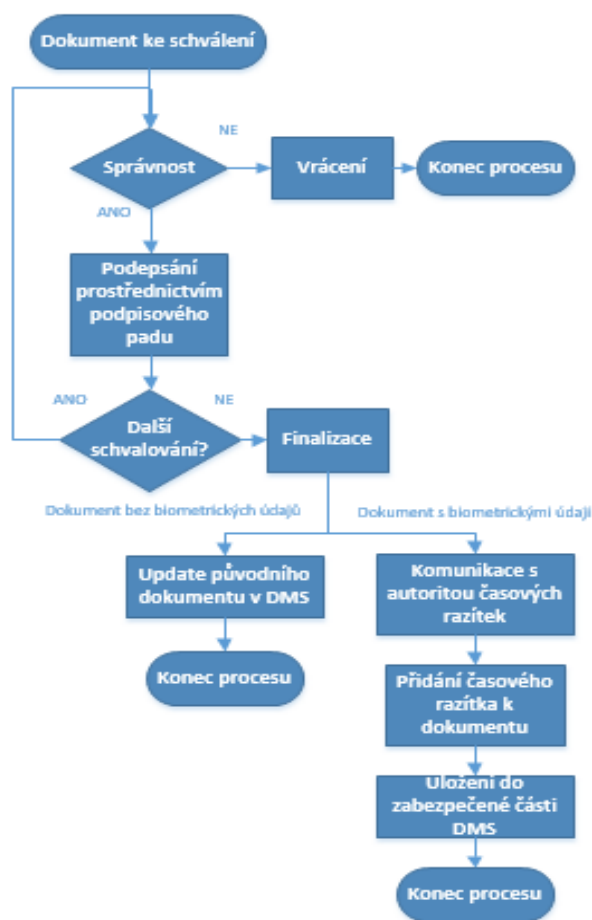 Dokument ke schválení
NE
Správnost
Vrácení
Konec procesu
ANO
Podepsání
prostřednictvím
podpisového
padu
ANO
NE
Další
schvalování?
Finalizace
Dokument bez biometrických údajů
Dokument s biometrickými údaji
Update původního
dokumentu v DMS
Komunikace s
autoritou časových
razítek
Konec procesu
Přidání časového
razítka k
dokumentu
Uložení do
zabezpečené části
DMS
Konec procesu